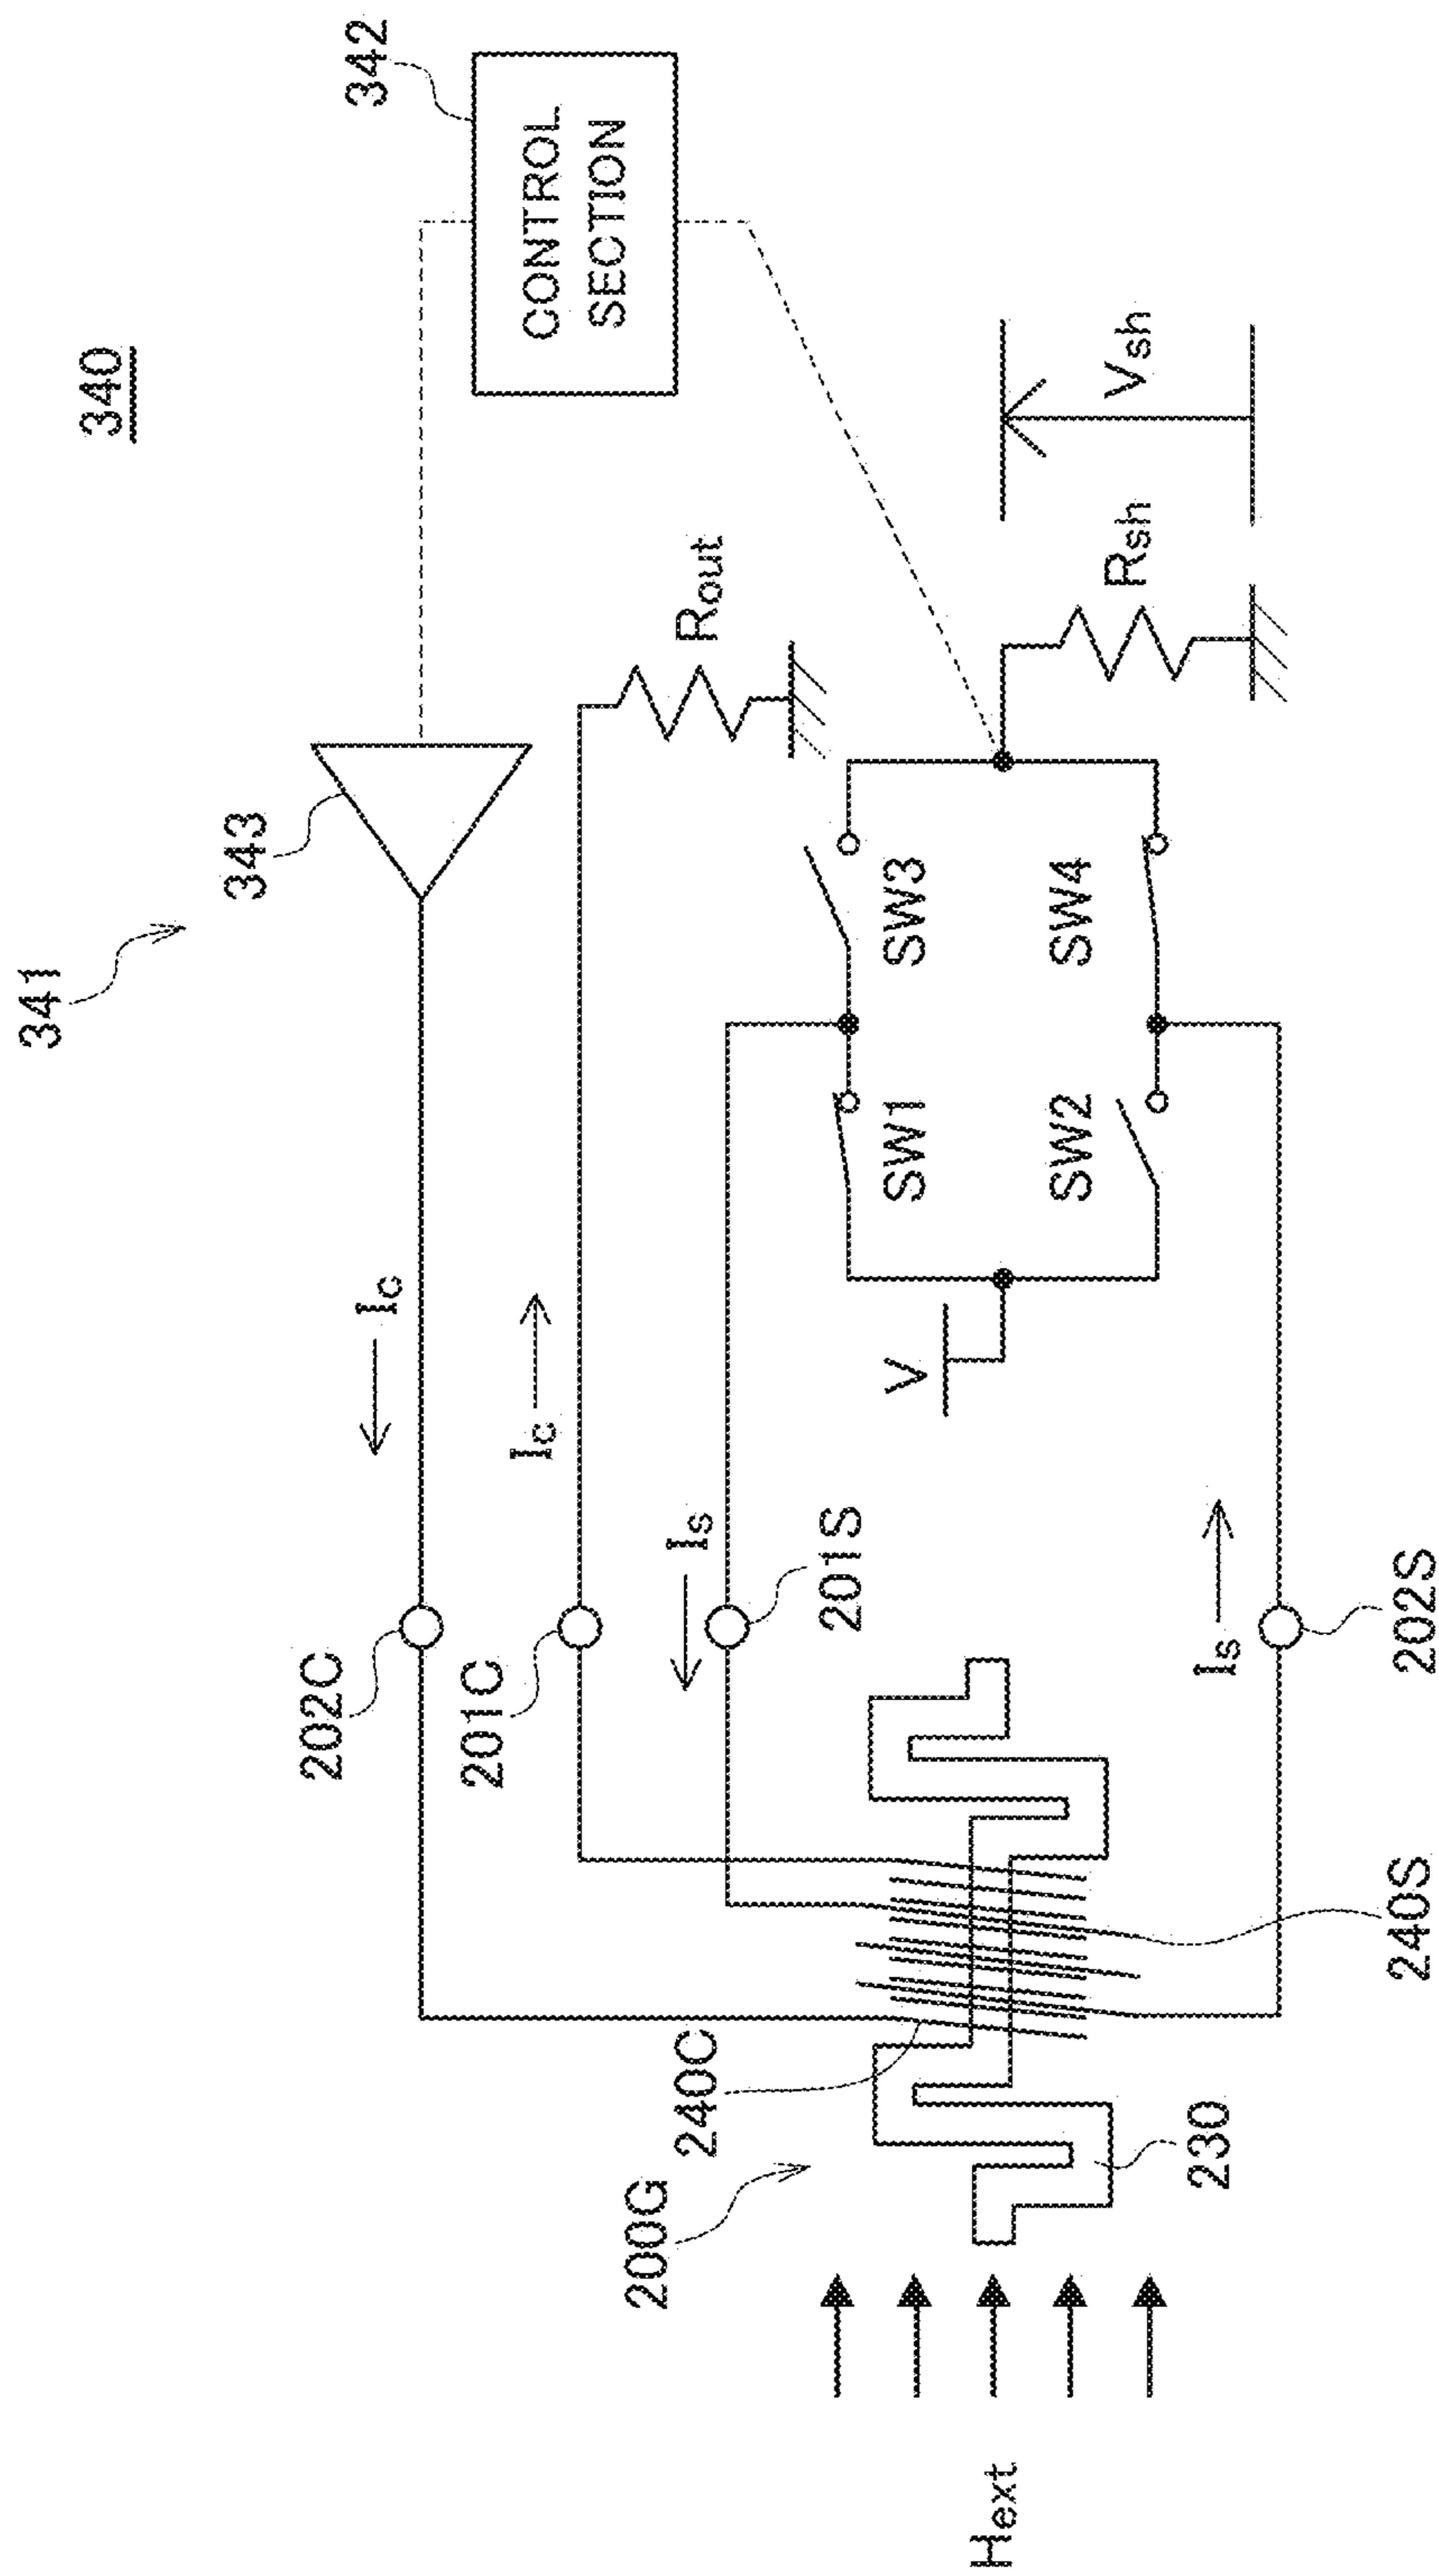 340
341
343
342
CONTROL
SECTION
202C
Ic
201C
Ic
Rout
Is
201S
V
SW1
SW3
SW2
SW4
Rsh
Vsh
Is
202S
200G
240C
240S
230
Hext